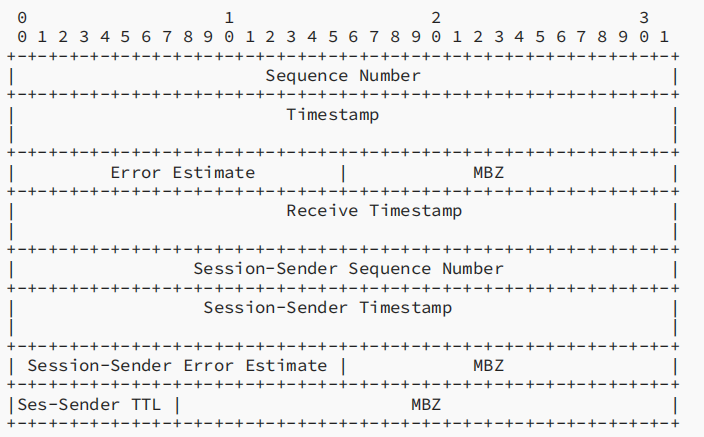 0                   1                   2                   3
 0 1 2 3 4 5 6 7 8 9 0 1 2 3 4 5 6 7 8 9 0 1 2 3 4 5 6 7 8 9 0 1
+-+-+-+-+-+-+-+-+-+-+-+-+-+-+-+-+-+-+-+-+-+-+-+-+-+-+-+-+-+-+-+-+
|                        Sequence Number                        |
+-+-+-+-+-+-+-+-+-+-+-+-+-+-+-+-+-+-+-+-+-+-+-+-+-+-+-+-+-+-+-+-+
|                          Timestamp                            |
|                                                               |
+-+-+-+-+-+-+-+-+-+-+-+-+-+-+-+-+-+-+-+-+-+-+-+-+-+-+-+-+-+-+-+-+
|         Error Estimate        |            MBZ                |
+-+-+-+-+-+-+-+-+-+-+-+-+-+-+-+-+-+-+-+-+-+-+-+-+-+-+-+-+-+-+-+-+
|                          Receive Timestamp                    |
|                                                               |
+-+-+-+-+-+-+-+-+-+-+-+-+-+-+-+-+-+-+-+-+-+-+-+-+-+-+-+-+-+-+-+-+
|                 Session-Sender Sequence Number                |
+-+-+-+-+-+-+-+-+-+-+-+-+-+-+-+-+-+-+-+-+-+-+-+-+-+-+-+-+-+-+-+-+
|                  Session-Sender Timestamp                     |
|                                                               |
+-+-+-+-+-+-+-+-+-+-+-+-+-+-+-+-+-+-+-+-+-+-+-+-+-+-+-+-+-+-+-+-+
| Session-Sender Error Estimate |            MBZ                |
+-+-+-+-+-+-+-+-+-+-+-+-+-+-+-+-+-+-+-+-+-+-+-+-+-+-+-+-+-+-+-+-+
|Ses-Sender TTL |                      MBZ                      |
+-+-+-+-+-+-+-+-+-+-+-+-+-+-+-+-+-+-+-+-+-+-+-+-+-+-+-+-+-+-+-+-+